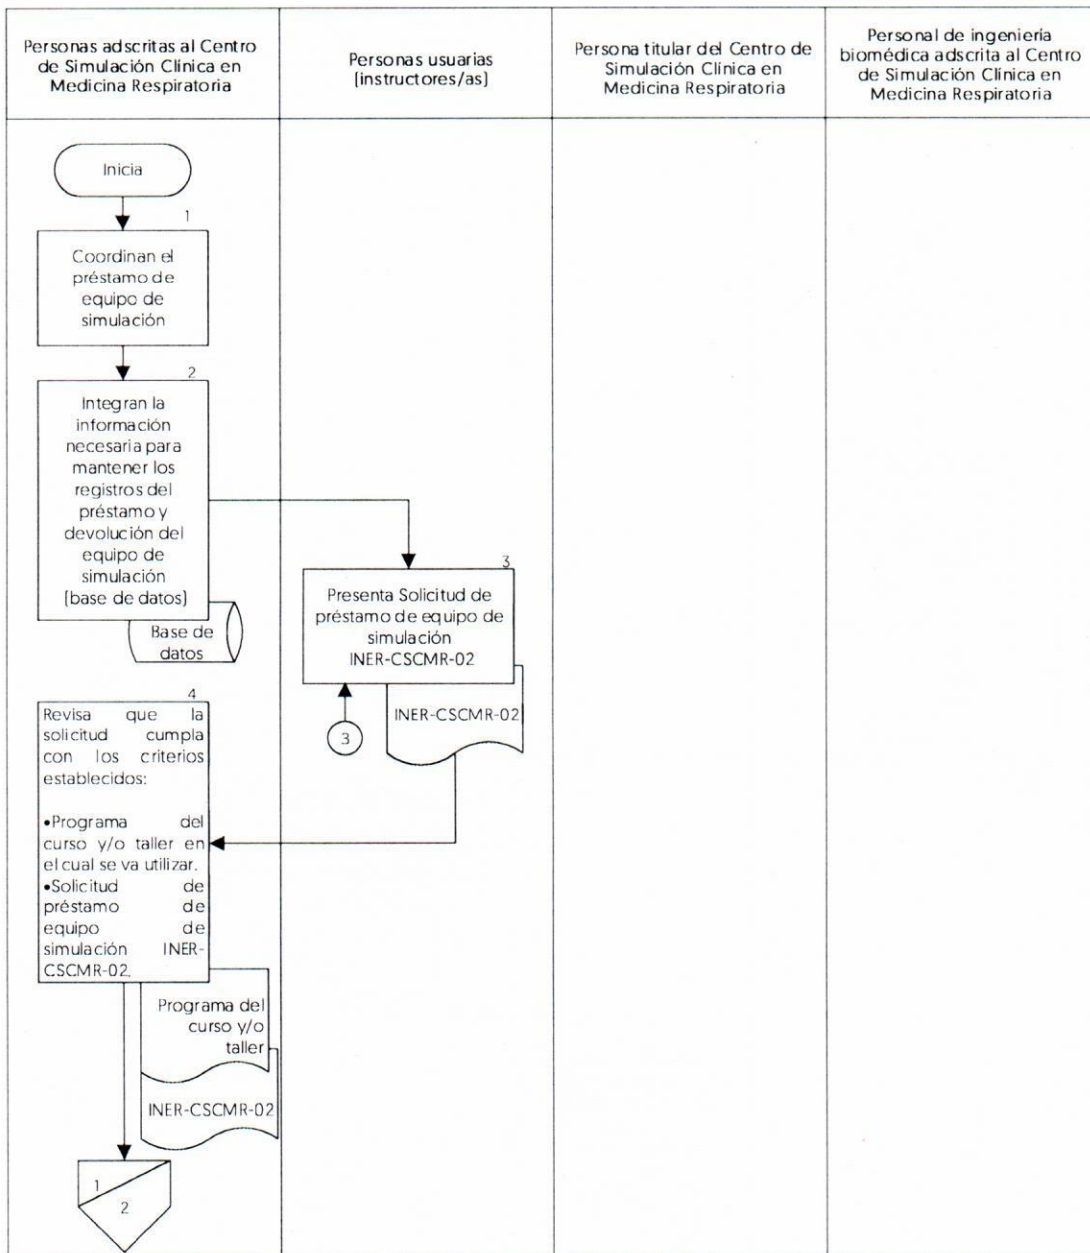 Personas adscritas al Centro
de Simulación Clínica en
Medicina Respiratoria
Personas usuarias
(instructores/as)
Persona titular del Centro de
Simulación Clínica en
Medicina Respiratoria
Personal de ingeniería
biomédica adscrita al Centro
de Simulación Clínica en
Medicina Respiratoria
Inicia
1
Coordinan el
préstamo de
equipo de
simulación
2
Integran la
información
necesaria para
mantener los
registros del
préstamo y
devolución del
equipo de
simulación
(base de datos)
Base de
datos
3
Presenta Solicitud de
préstamo de equipo de
simulación
INER-CSCMR-02
INER-CSCMR-02
3
4
Revisa que la
solicitud cumpla
con los criterios
establecidos:
•Programa del
curso y/o taller en
el cual se va utilizar.
•Solicitud de
préstamo de
equipo de
simulación INER-
CSCMR-02.
Programa del
curso y/o
taller
INER-CSCMR-02
1
2